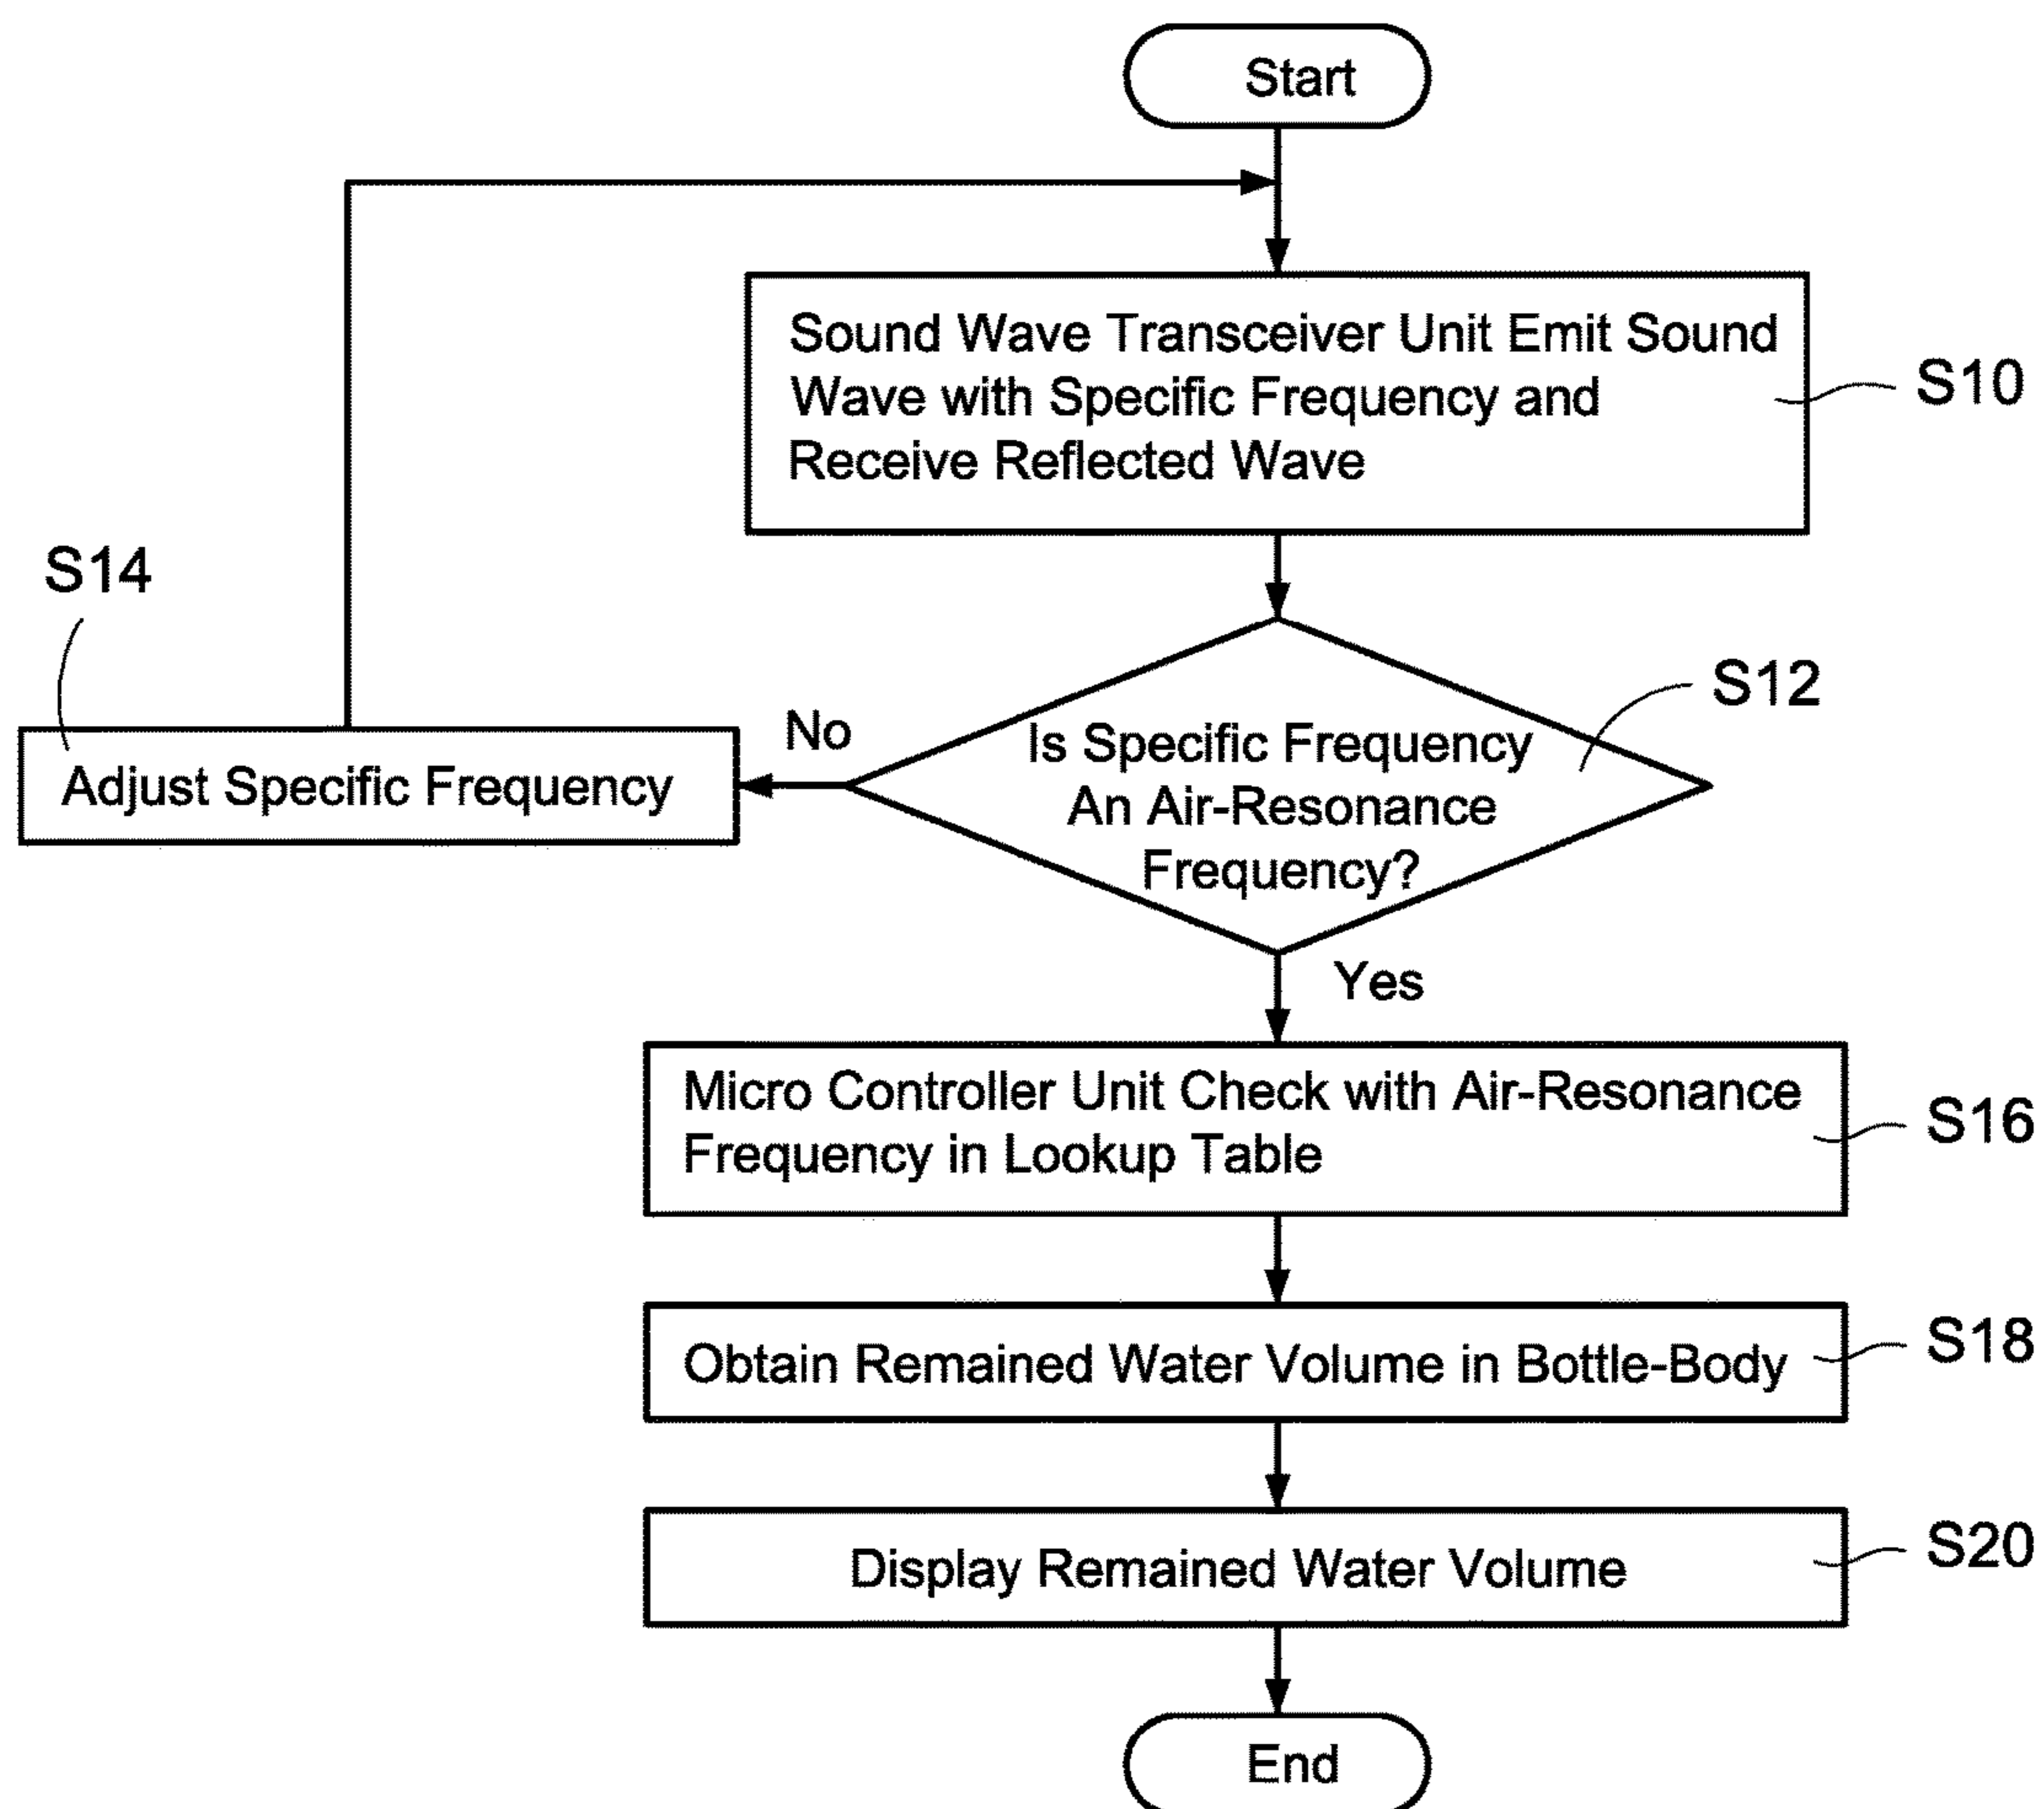 Start
Sound Wave Transceiver Unit Emit Sound
Wave with Specific Frequency and
Receive Reflected Wave
S10
S14
S12
No
Is Specific Frequency
An Air-Resonance
Frequency?
Adjust Specific Frequency
Yes
Micro Controller Unit Check with Air-Resonance
Frequency in Lookup Table
S16
Obtain Remained Water Volume in Bottle-Body
S18
Display Remained Water Volume
S20
End